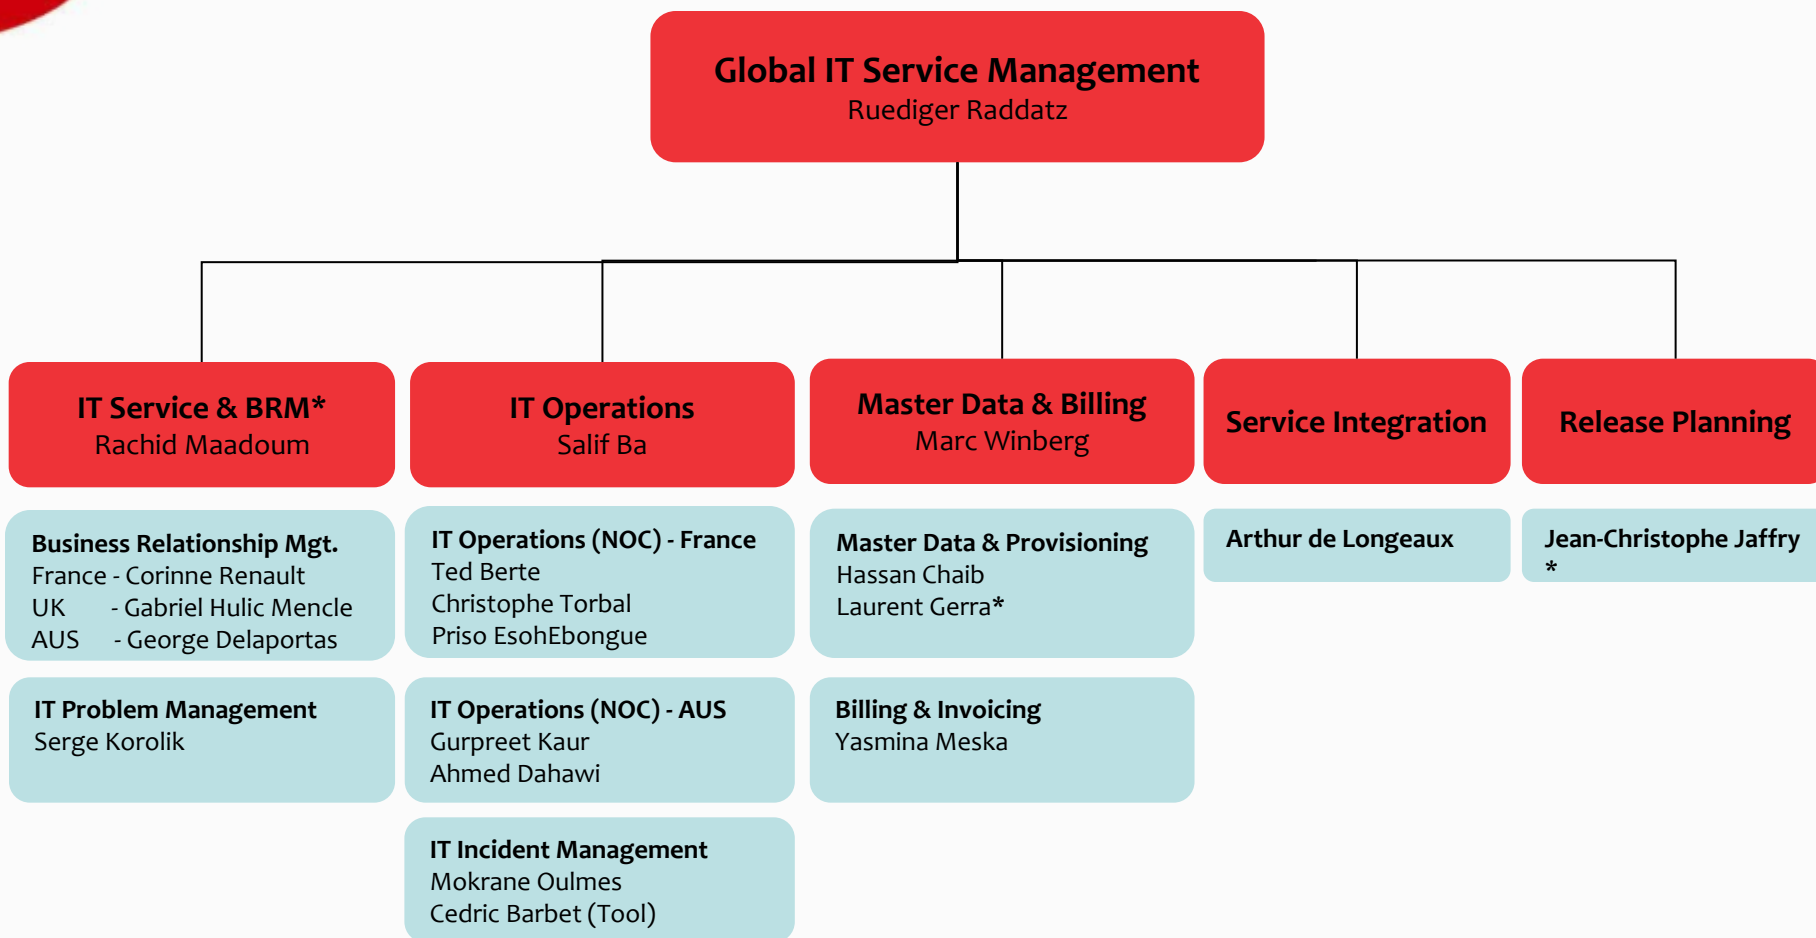 Global IT Service Management
Ruediger Raddatz
IT Service & BRM*
Rachid Maadoum
IT Operations
Salif Ba
Master Data & Billing
Marc Winberg
Service Integration
Release Planning
Business Relationship Mgt.
France - Corinne Renault
UK - Gabriel Hulic Mencle
AUS - George Delaportas
IT Problem Management
Serge Korolik
IT Operations (NOC) - France
Ted Berte
Christophe Torbal
Priso EsohEbongue
IT Operations (NOC) - AUS
Gurpreet Kaur
Ahmed Dahawi
IT Incident Management
Mokrane Oulmes
Cedric Barbet (Tool)
Master Data & Provisioning
Hassan Chaib
Laurent Gerra*
Billing & Invoicing
Yasmina Meska
Arthur de Longeaux
Jean-Christophe Jaffry
*